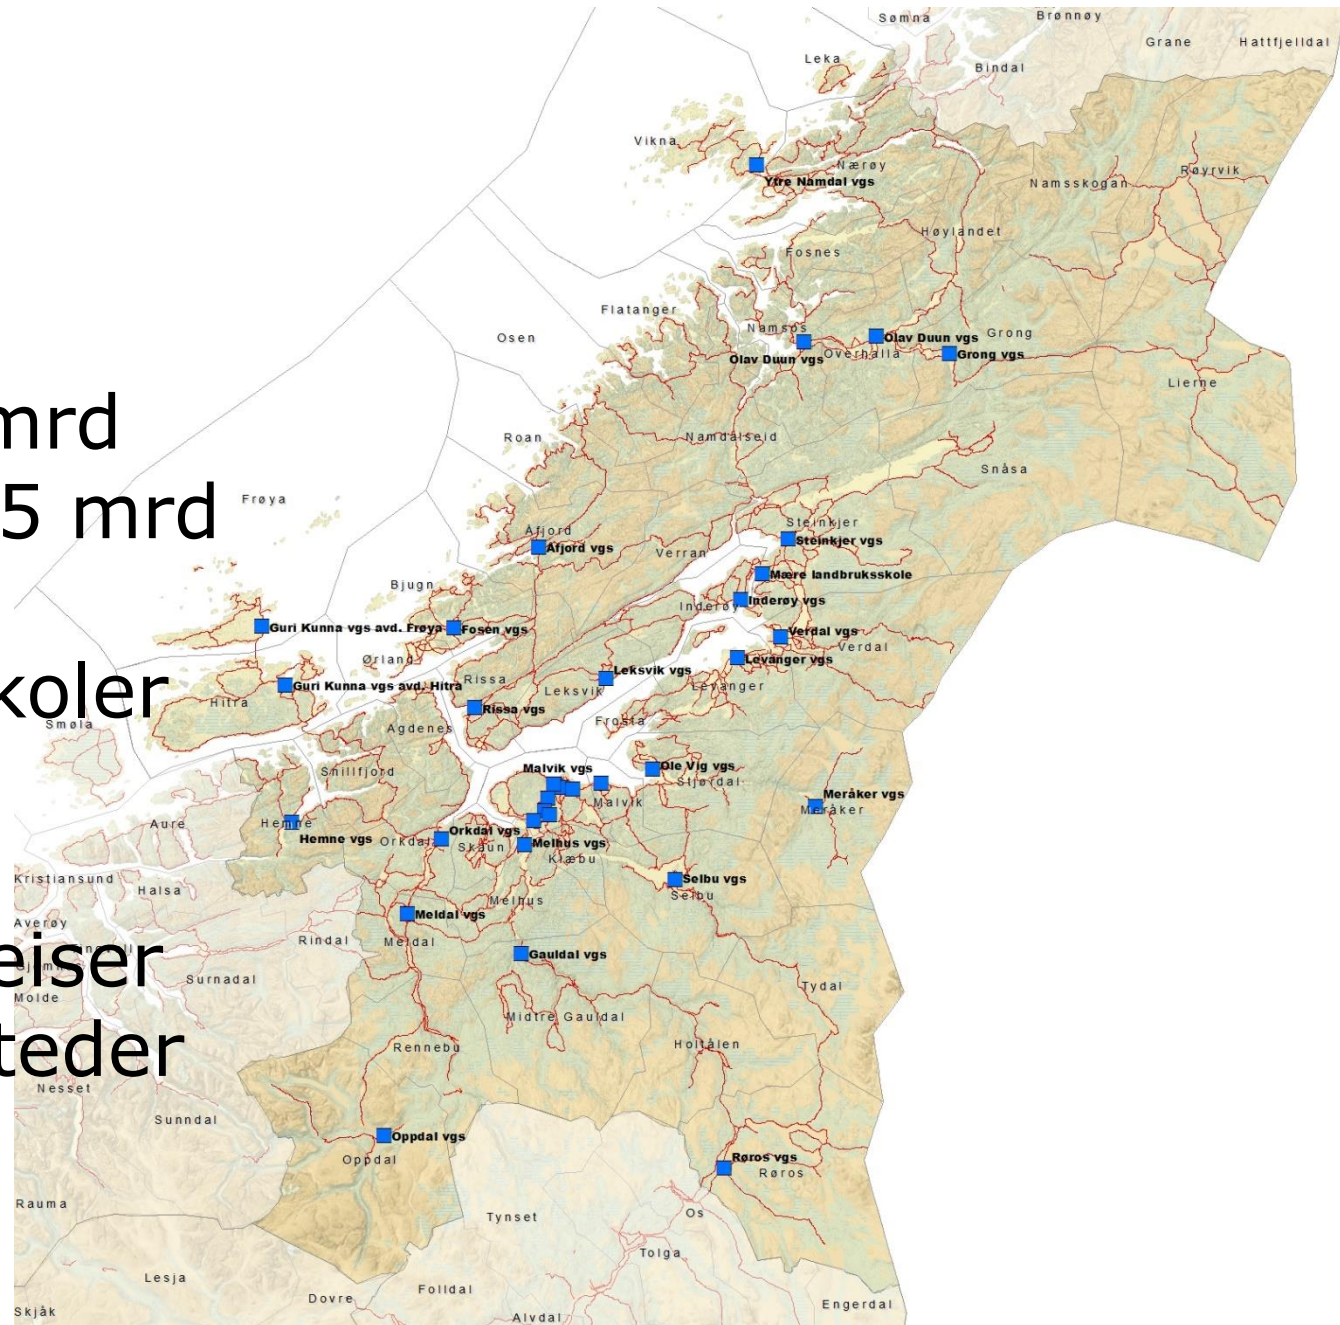 Sømna
Brønnøy
Grane
Hattfjelldal
Leka
Bindal
Vikna
Nærøy
Ytre Namdal vgs
Namsskogan
Røyrvik
Høylandet
Fosnes
Flatanger
Osen
Namsos
Olav Duun vgs
Grong
Olav Duun vgs
Overhalla
Grong vgs
Lierne
mrd
Roan
Namdalseid
Snåsa
5 mrd
Frøya
Åfjord
Steinkjer
Steinkjer vgs
Åfjord vgs
Verran
Mære landbruksskole
Bjugn
Inderøy
Inderøy vgs
Guri Kunna vgs avd. Frøya
Fosen vgs
Verdal vgs
Verdal
Ørland
Levanger vgs
Leksvik vgs
Rissa
Guri Kunna vgs avd. Hitra
Leksvik
Levanger
koler
Hitra
Rissa vgs
Smøla
Agdenes
Frosta
Snillfjord
Malvik vgs
Ole Vig vgs
Stjørdal
Meråker vgs
Malvik
Meråker
Aure
Hemne
Hemne vgs
Orkdal
Orkdal vgs
Skaun
Melhus vgs
Klæbu
Kristiansund
Halsa
Selbu vgs
Selbu
Melhus
Meldal vgs
Averøy
Rindal
Meldal
Gauldal vgs
eiser
Surnadal
Molde
Tydal
Midtre Gauldal
Rennebu
Holtålen
teder
Nesset
Sunndal
Oppdal vgs
Oppdal
Røros vgs
Røros
Rauma
Tynset
Os
Tolga
Lesja
Folldal
Dovre
Engerdal
Skjåk
Alvdal